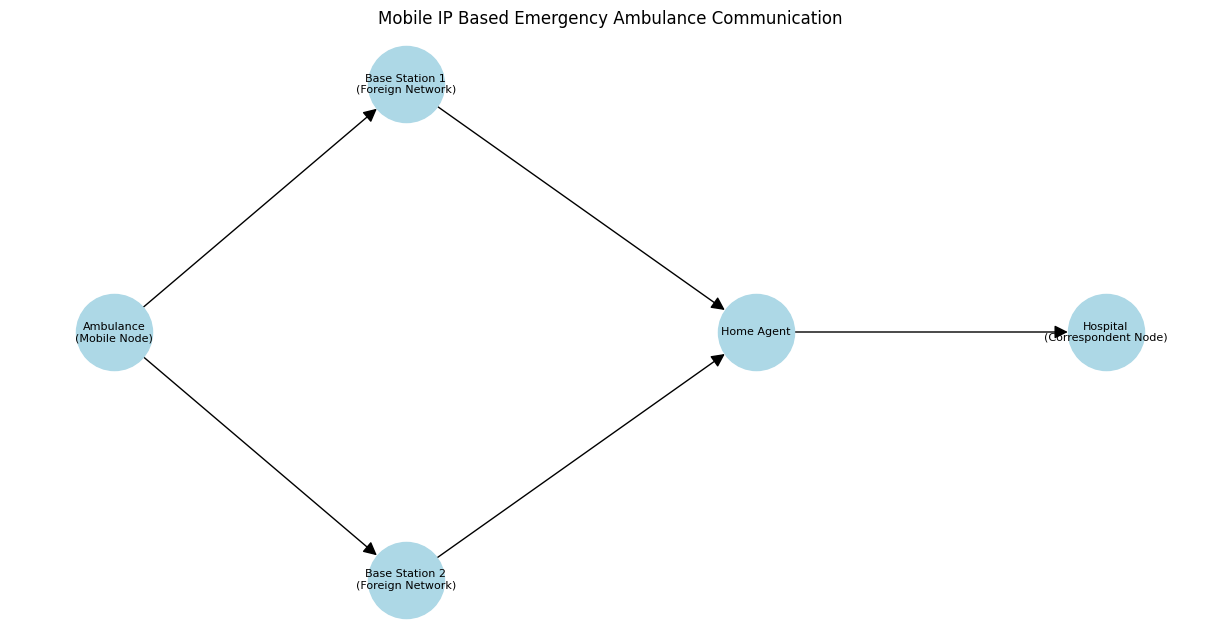 Mobile IP Based Emergency Ambulance Communication
Base Station 1
(Foreign Network)
Ambulance
(Mobile Node)
Home Agent
Hospital
(Correspondent Node)
Base Station 2
(Foreign Network)